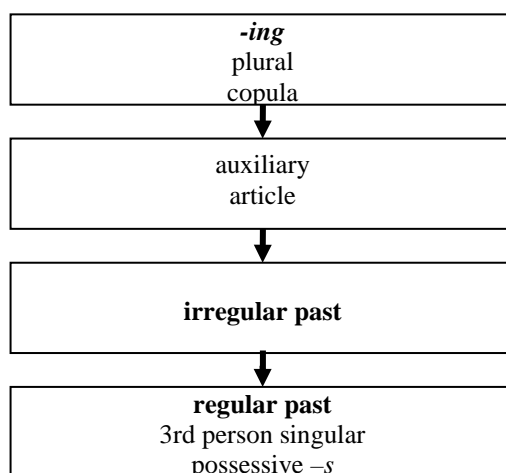 -ing
plural
copula
auxiliary
article
irregular past
regular past
3rd person singular
possessive –s